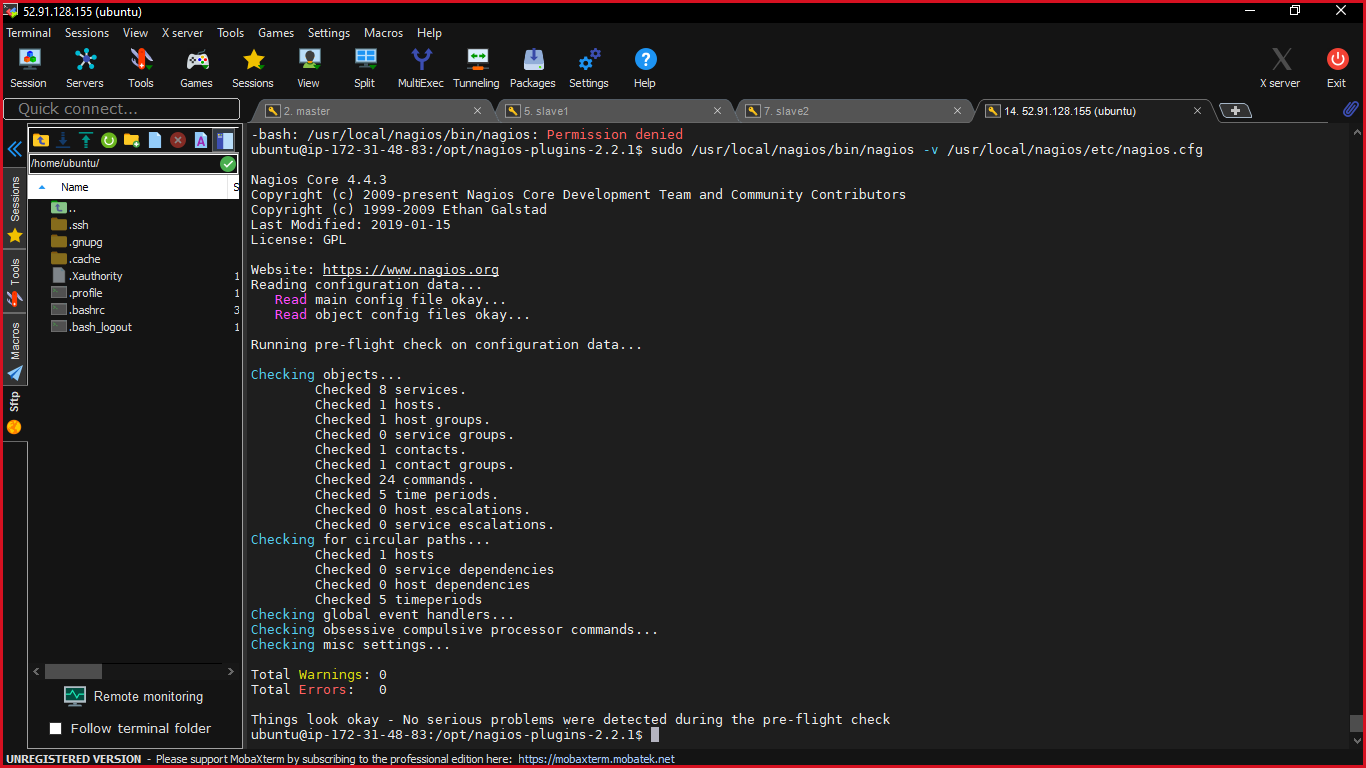 52.91.128.155 (ubuntu)
Terminal Sessions View X server Tools Games Settings Macros Help
Session Servers Tools Games Sessions View Split MultiExec Tunneling Packages Settings Help X server Exit
Quick connect...
2. master
5. slave1
7. slave2
14. 52.91.128.155 (ubuntu)
/home/ubuntu/
Name S
..
.ssh
.gnupg
.cache
.Xauthority 1
.profile 1
.bashrc 3
.bash_logout 1
Sessions
Tools
Macros
Sftp
Remote monitoring
Follow terminal folder
-bash: /usr/local/nagios/bin/nagios: Permission denied
ubuntu@ip-172-31-48-83:/opt/nagios-plugins-2.2.1$ sudo /usr/local/nagios/bin/nagios -v /usr/local/nagios/etc/nagios.cfg
Nagios Core 4.4.3
Copyright (c) 2009-present Nagios Core Development Team and Community Contributors
Copyright (c) 1999-2009 Ethan Galstad
Last Modified: 2019-01-15
License: GPL
Website: https://www.nagios.org
Reading configuration data...
Read main config file okay...
Read object config files okay...
Running pre-flight check on configuration data...
Checking objects...
Checked 8 services.
Checked 1 hosts.
Checked 1 host groups.
Checked 0 service groups.
Checked 1 contacts.
Checked 1 contact groups.
Checked 24 commands.
Checked 5 time periods.
Checked 0 host escalations.
Checked 0 service escalations.
Checking for circular paths...
Checked 1 hosts
Checked 0 service dependencies
Checked 0 host dependencies
Checked 5 timeperiods
Checking global event handlers...
Checking obsessive compulsive processor commands...
Checking misc settings...
Total Warnings: 0
Total Errors: 0
Things look okay - No serious problems were detected during the pre-flight check
ubuntu@ip-172-31-48-83:/opt/nagios-plugins-2.2.1$
UNREGISTERED VERSION - Please support MobaXterm by subscribing to the professional edition here: https://mobaxterm.mobatek.net